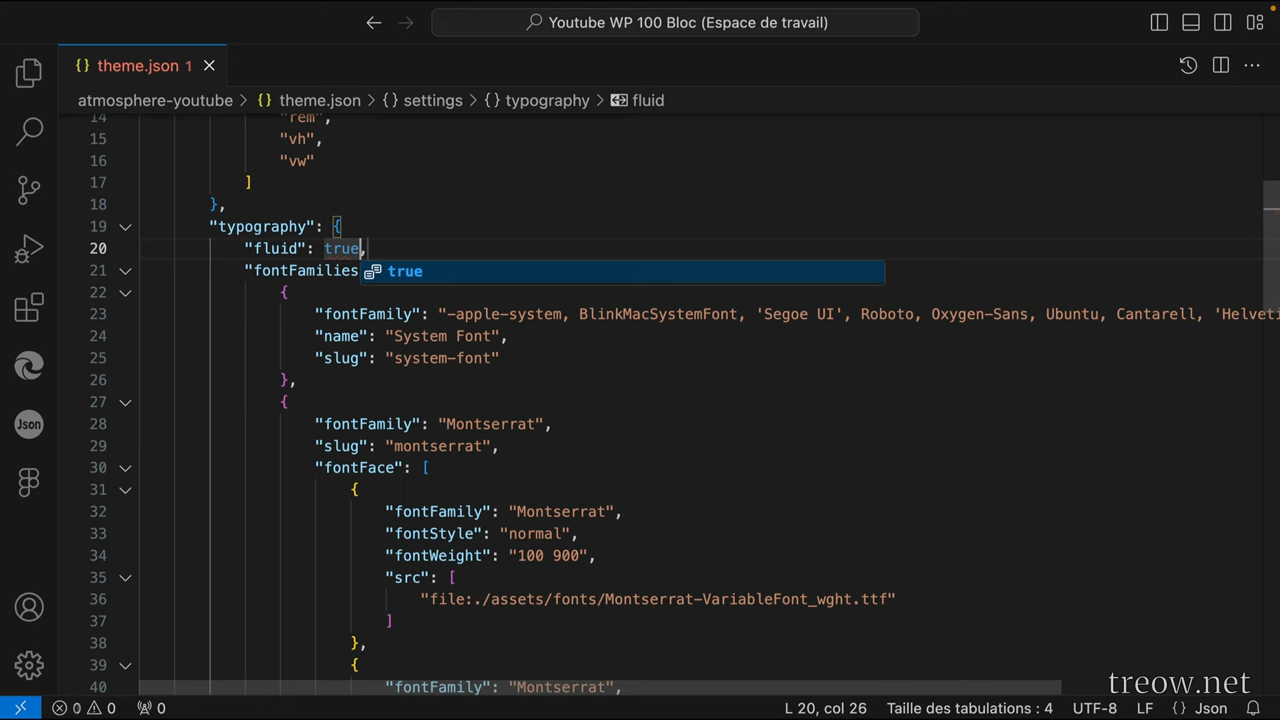 Youtube WP 100 Bloc (Espace de travail)
theme.json 1
atmosphere-youtube > {} theme.json > {} settings > {} typography > fluid
14 "rem",
15 "vh",
16 "vw"
17 ]
18 },
19 "typography": {
20 "fluid": true,
21 "fontFamilies
true
22 {
23 "fontFamily": "-apple-system, BlinkMacSystemFont, 'Segoe UI', Roboto, Oxygen-Sans, Ubuntu, Cantarell, 'Helveti
24 "name": "System Font",
25 "slug": "system-font"
26 },
27 {
28 "fontFamily": "Montserrat",
29 "slug": "montserrat",
30 "fontFace": [
31 {
32 "fontFamily": "Montserrat",
33 "fontStyle": "normal",
34 "fontWeight": "100 900",
35 "src": [
36 "file:./assets/fonts/Montserrat-VariableFont_wght.ttf"
37 ]
38 },
39 {
40 "fontFamily": "Montserrat",
Json
treow.net
0 0 0 L 20, col 26 Taille des tabulations : 4 UTF-8 LF {} Json